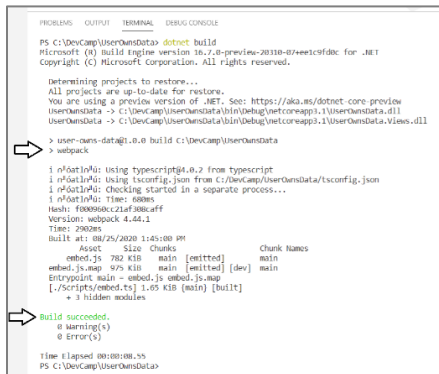 PROBLEMS OUTPUT TERMINAL DEBUG CONSOLE
PS C:\DevCamp\UserOwnsData> dotnet build
Microsoft (R) Build Engine version 16.7.0-preview-20310-07+ee1c9fd0c for .NET
Copyright (C) Microsoft Corporation. All rights reserved.
Determining projects to restore...
All projects are up-to-date for restore.
You are using a preview version of .NET. See: https://aka.ms/dotnet-core-preview
UserOwnsData -> C:\DevCamp\UserOwnsData\bin\Debug\netcoreapp3.1\UserOwnsData.dll
UserOwnsData -> C:\DevCamp\UserOwnsData\bin\Debug\netcoreapp3.1\UserOwnsData.Views.dll
> user-owns-data@1.0.0 build C:\DevCamp\UserOwnsData
> webpack
i Using typescript@4.0.2 from typescript
i Using tsconfig.json from C:/DevCamp/UserOwnsData/tsconfig.json
i Checking started in a separate process...
i Time: 680ms
Hash: f000960cc21af308caff
Version: webpack 4.44.1
Time: 2902ms
Built at: 08/25/2020 1:45:00 PM
Asset Size Chunks Chunk Names
embed.js 782 KiB main [emitted] main
embed.js.map 975 KiB main [emitted] [dev] main
Entrypoint main = embed.js embed.js.map
[./Scripts/embed.ts] 1.65 KiB {main} [built]
+ 3 hidden modules
Build succeeded.
0 Warning(s)
0 Error(s)
Time Elapsed 00:00:08.55
PS C:\DevCamp\UserOwnsData>